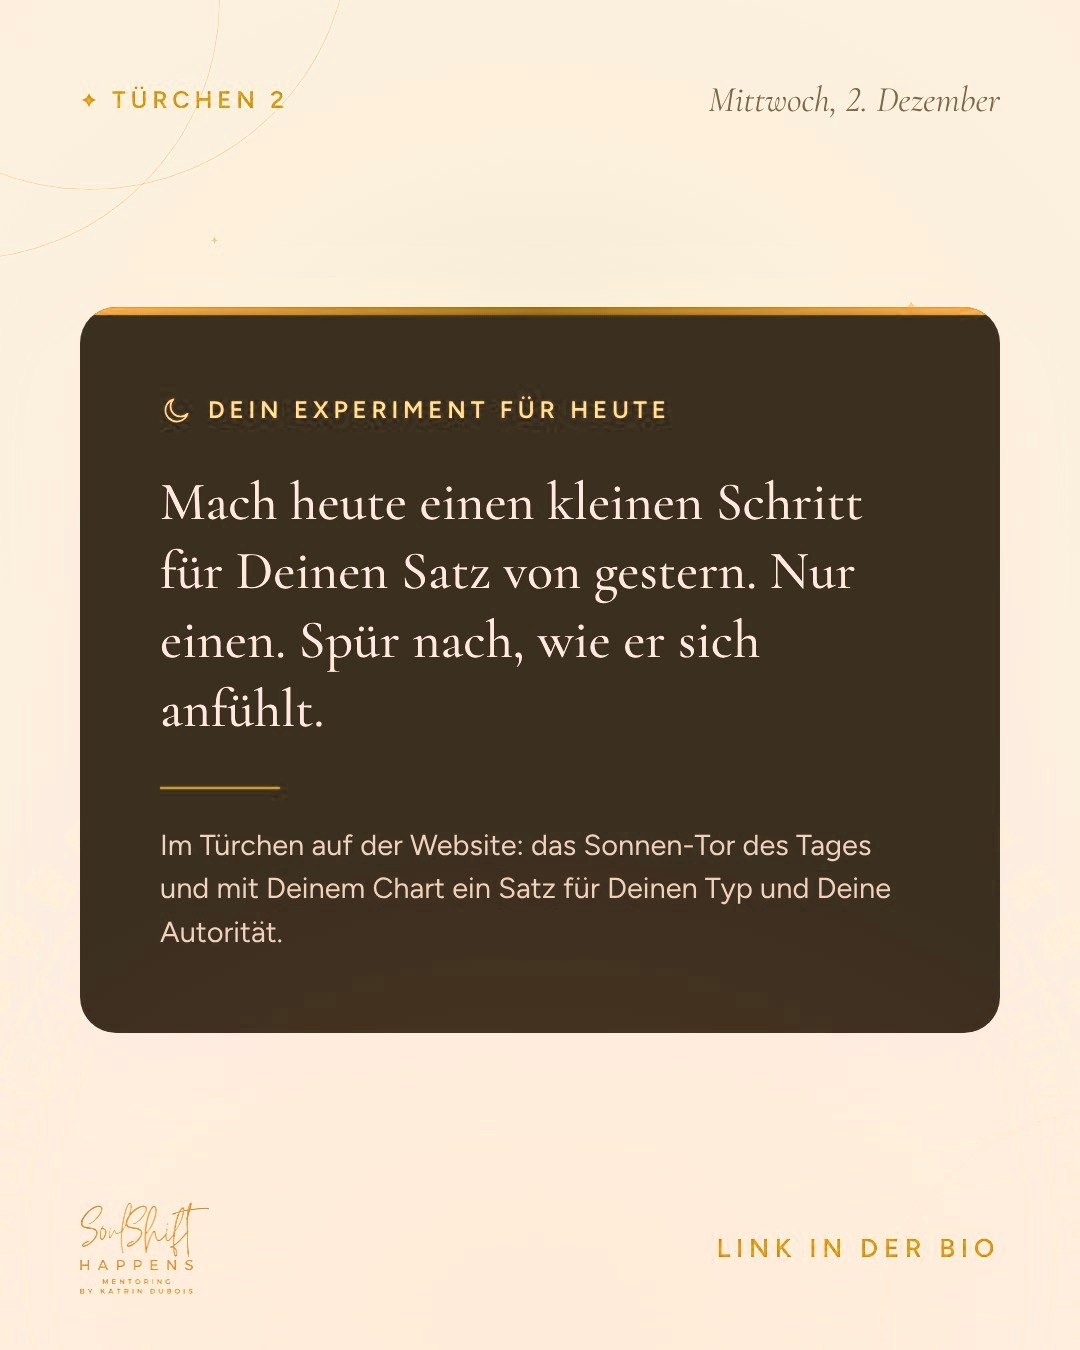 TÜRCHEN 2
Mittwoch, 2. Dezember
DEIN EXPERIMENT FÜR HEUTE
Mach heute einen kleinen Schritt
für Deinen Satz von gestern. Nur
einen. Spür nach, wie er sich
anfühlt.
Im Türchen auf der Website: das Sonnen-Tor des Tages
und mit Deinem Chart ein Satz für Deinen Typ und Deine
Autorität.
SoulShift
HAPPENS
MENTORING
BY KATRIN DUBOIS
LINK IN DER BIO